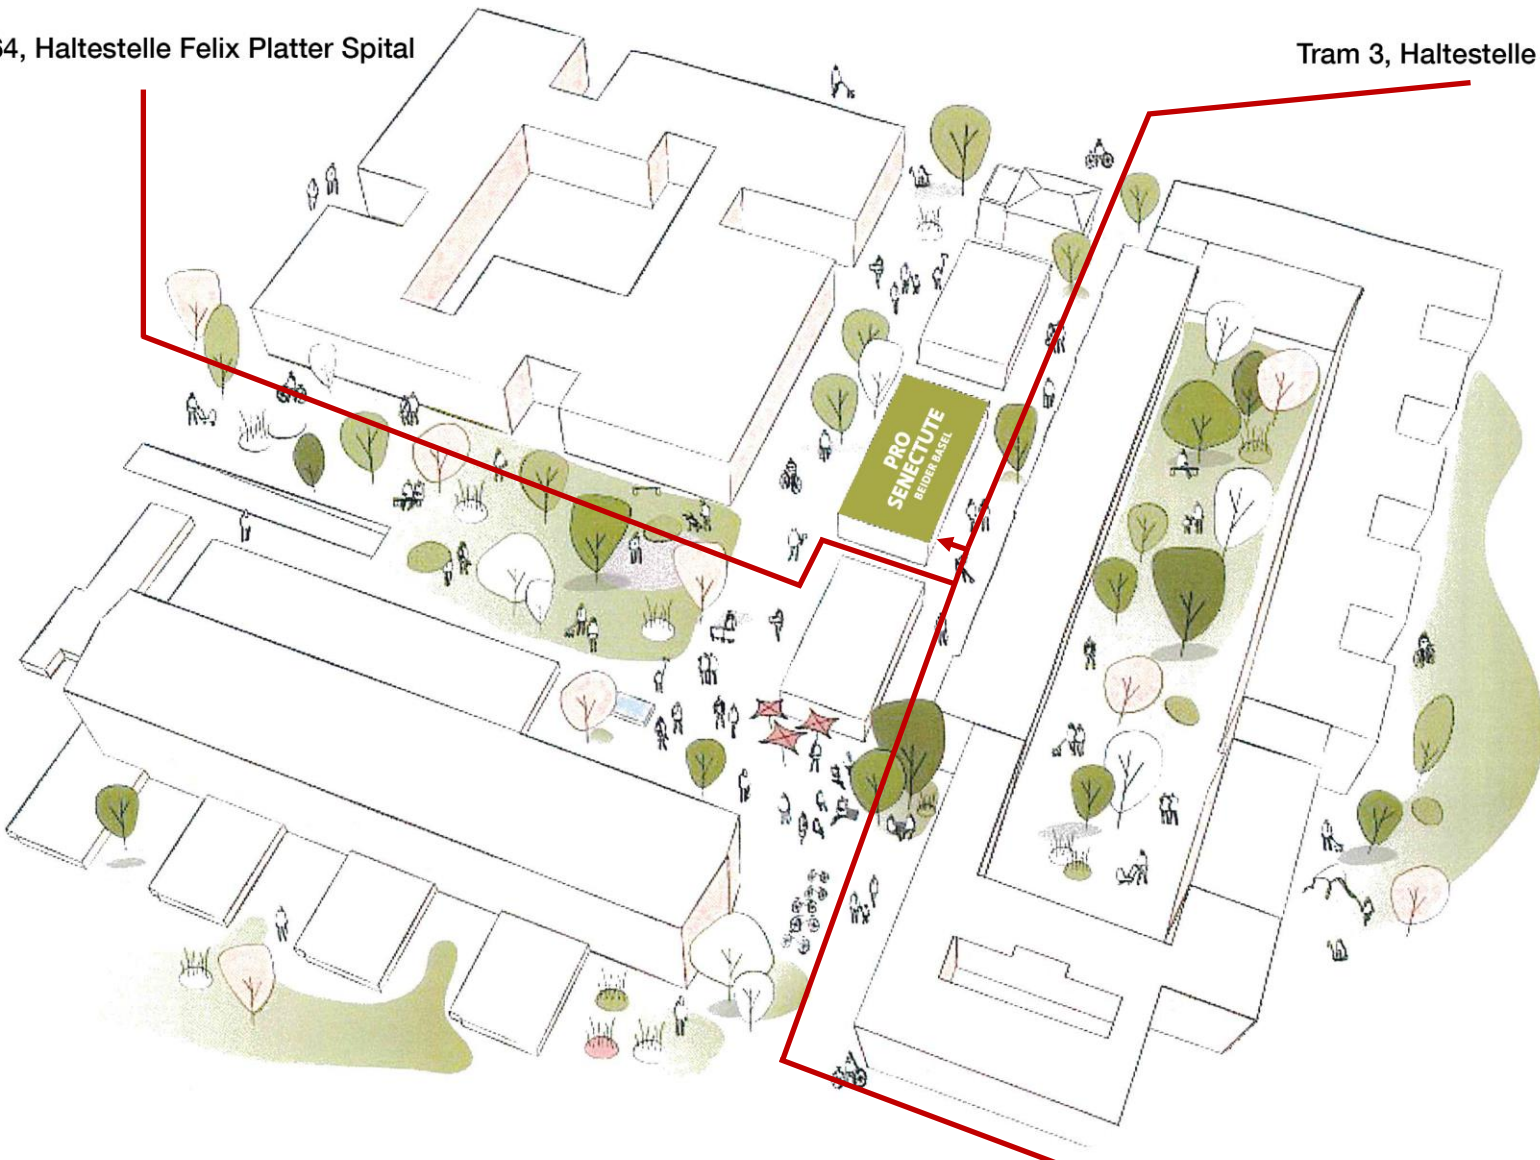 64, Haltestelle Felix Platter Spital
Tram 3, Haltestelle
PRO
SENECTUTE
BEIDER BASEL